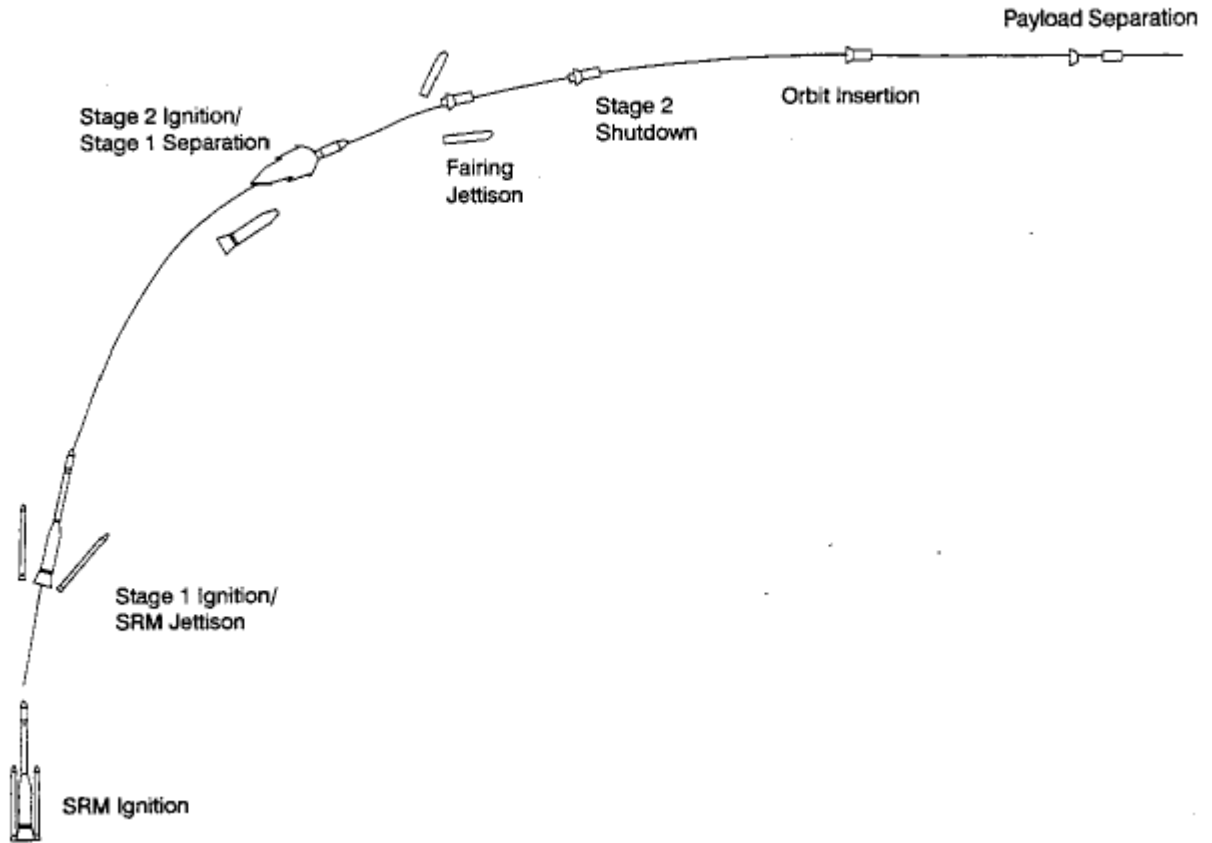 Payload Separation
Orbit Insertion
Stage 2
Shutdown
Stage 2 Ignition/
Stage 1 Separation
Fairing
Jettison
Stage 1 Ignition/
SRM Jettison
SRM Ignition